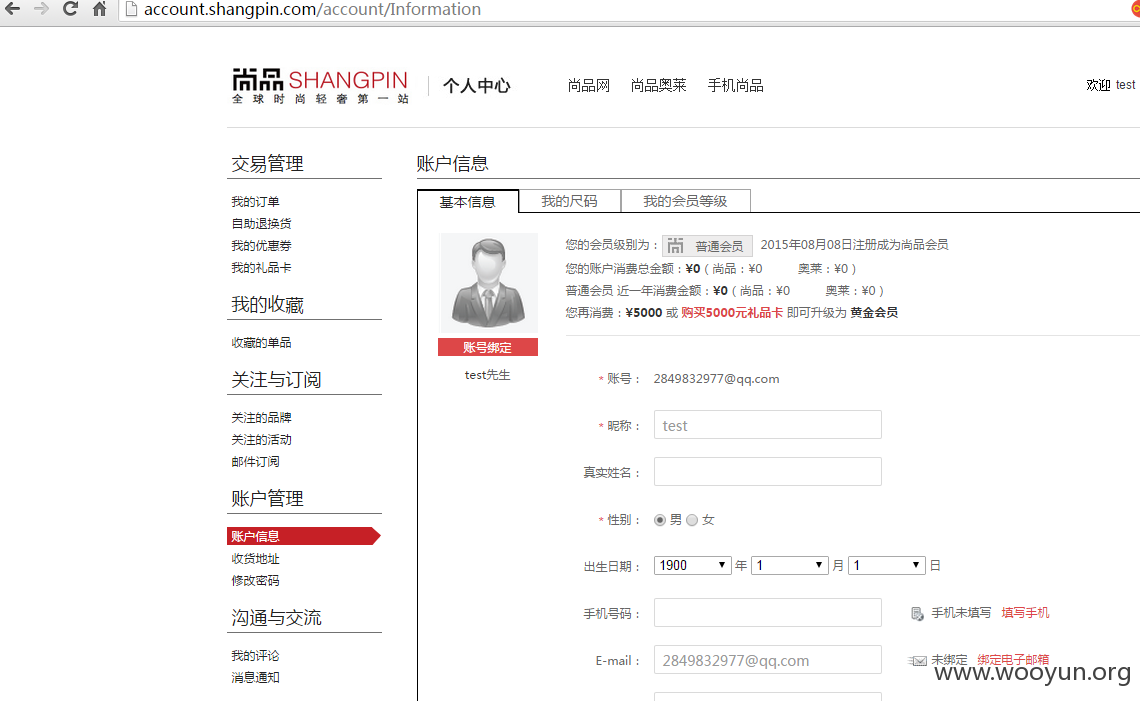 account.shangpin.com/account/Information
尚品 SHANGPIN
全球时尚轻奢第一站
个人中心
尚品网 尚品奥莱 手机尚品
欢迎 test
交易管理
我的订单
自助退换货
我的优惠券
我的礼品卡
我的收藏
收藏的单品
关注与订阅
关注的品牌
关注的活动
邮件订阅
账户管理
账户信息
收货地址
修改密码
沟通与交流
我的评论
消息通知
账户信息
基本信息 我的尺码 我的会员等级
账号绑定
test先生
您的会员级别为： 尚 普通会员 2015年08月08日注册成为尚品会员
您的账户消费总金额：¥0 ( 尚品：¥0 奥莱：¥0 )
普通会员 近一年消费金额：¥0 ( 尚品：¥0 奥莱：¥0 )
您再消费：¥5000 或 购买5000元礼品卡 即可升级为 黄金会员
* 账号： 2849832977@qq.com
* 昵称： test
真实姓名：
* 性别： 男 女
出生日期： 1900 年 1 月 1 日
手机号码： 手机未填写 填写手机
E-mail： 2849832977@qq.com 未绑定 绑定电子邮箱
www.wooyun.org